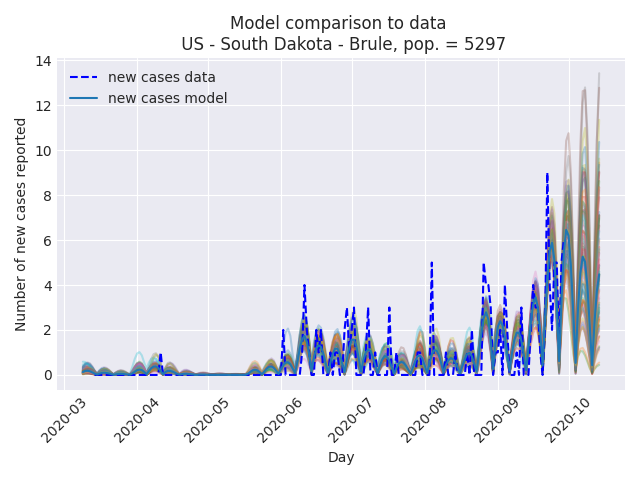 Model comparison to data
US - South Dakota - Brule, pop. = 5297
14
12
10
8
6
4
2
0
Number of new cases reported
new cases data
new cases model
2020-03
2020-04
2020-05
2020-06
2020-07
2020-08
2020-09
2020-10
Day